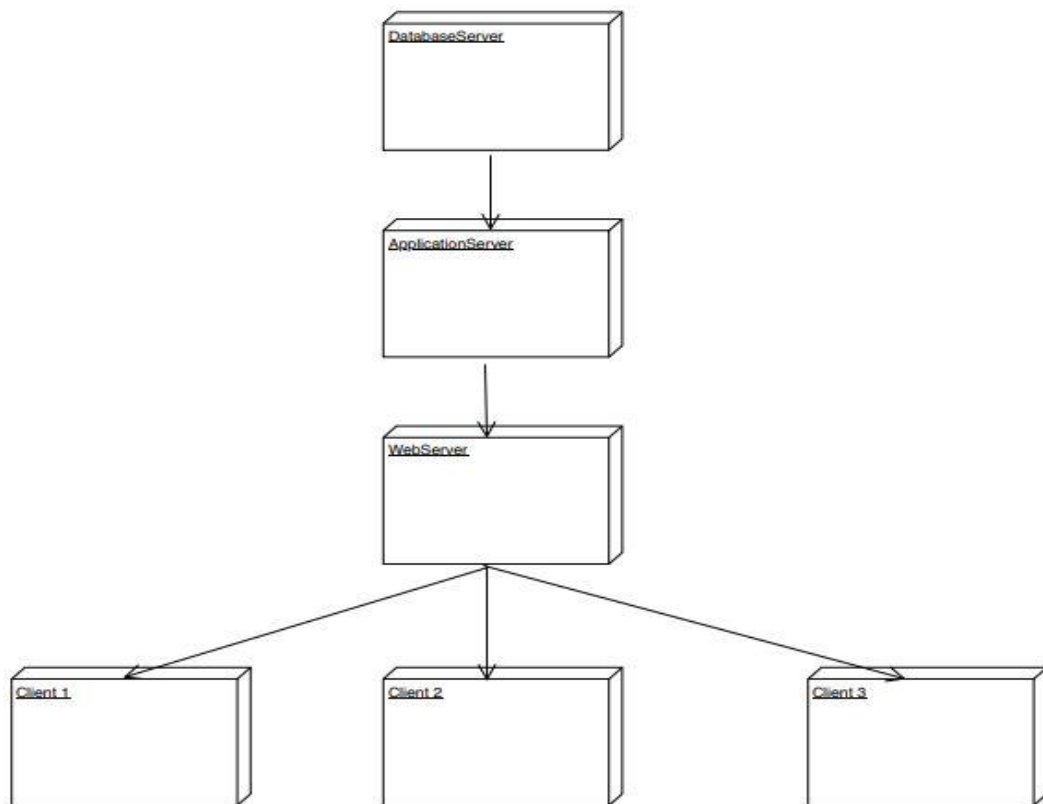 DatabaseServer
ApplicationServer
WebServer
Client 1
Client 2
Client 3